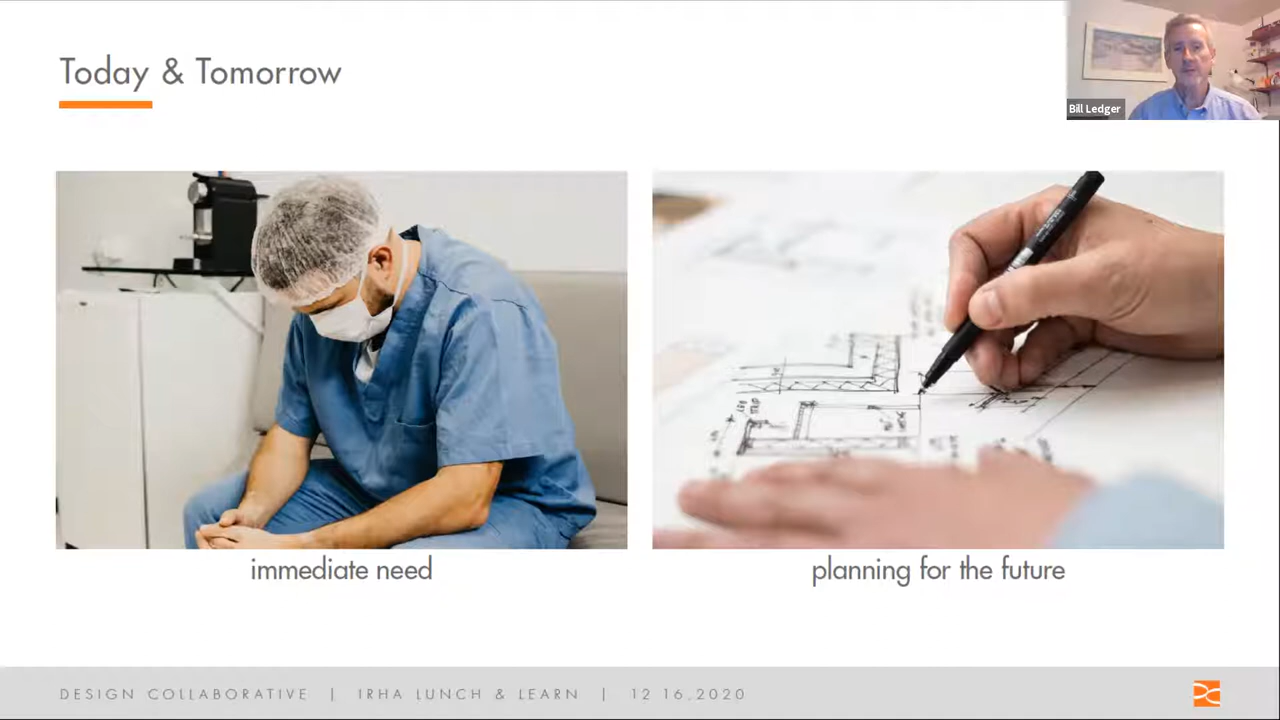 Today & Tomorrow
Bill Ledger
immediate need
planning for the future
DESIGN COLLABORATIVE | IRHA LUNCH & LEARN | 12 16.2020